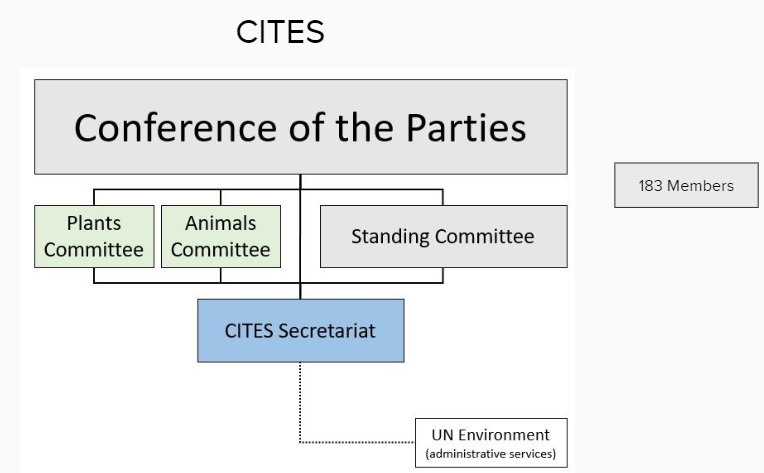 CITES
Conference of the Parties
183 Members
Plants
Committee
Animals
Committee
Standing Committee
CITES Secretariat
UN Environment
(administrative services)